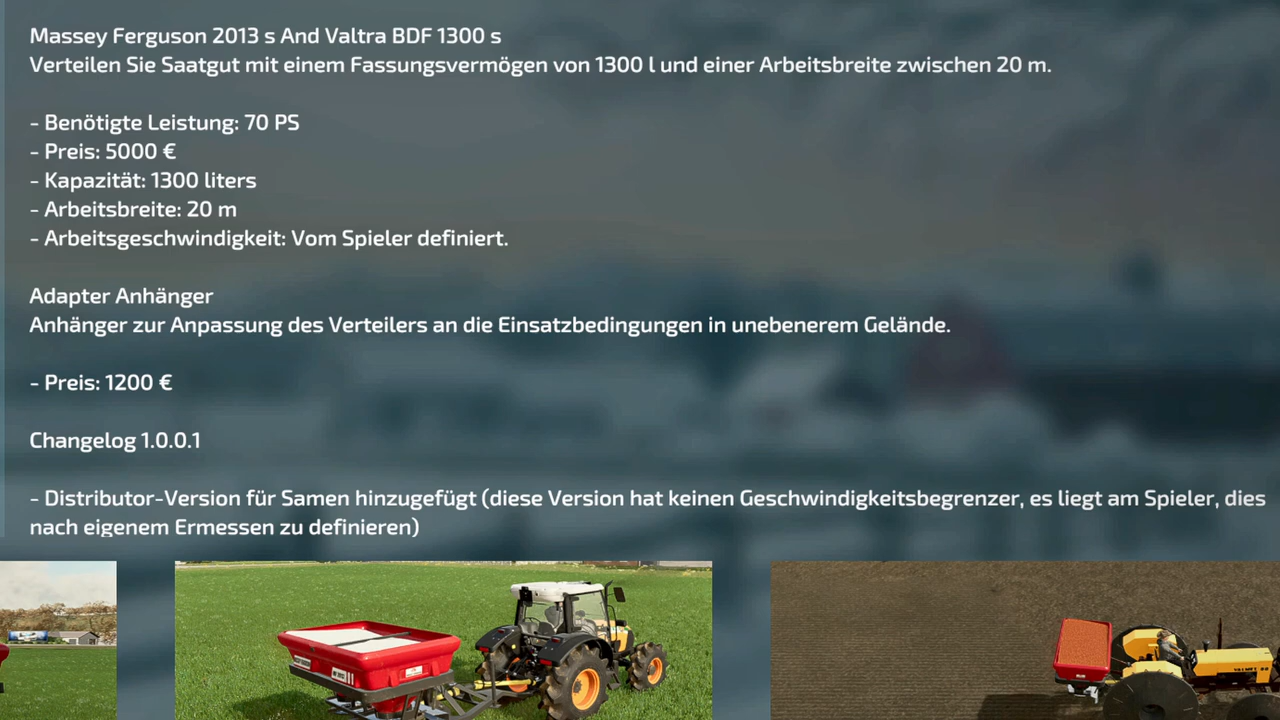 Massey Ferguson 2013 s And Valtra BDF 1300 s
Verteilen Sie Saatgut mit einem Fassungsvermögen von 1300 l und einer Arbeitsbreite zwischen 20 m.
- Benötigte Leistung: 70 PS
- Preis: 5000 €
- Kapazität: 1300 liters
- Arbeitsbreite: 20 m
- Arbeitsgeschwindigkeit: Vom Spieler definiert.
Adapter Anhänger
Anhänger zur Anpassung des Verteilers an die Einsatzbedingungen in unebenerem Gelände.
- Preis: 1200 €
Changelog 1.0.0.1
- Distributor-Version für Samen hinzugefügt (diese Version hat keinen Geschwindigkeitsbegrenzer, es liegt am Spieler, dies
nach eigenem Ermessen zu definieren)